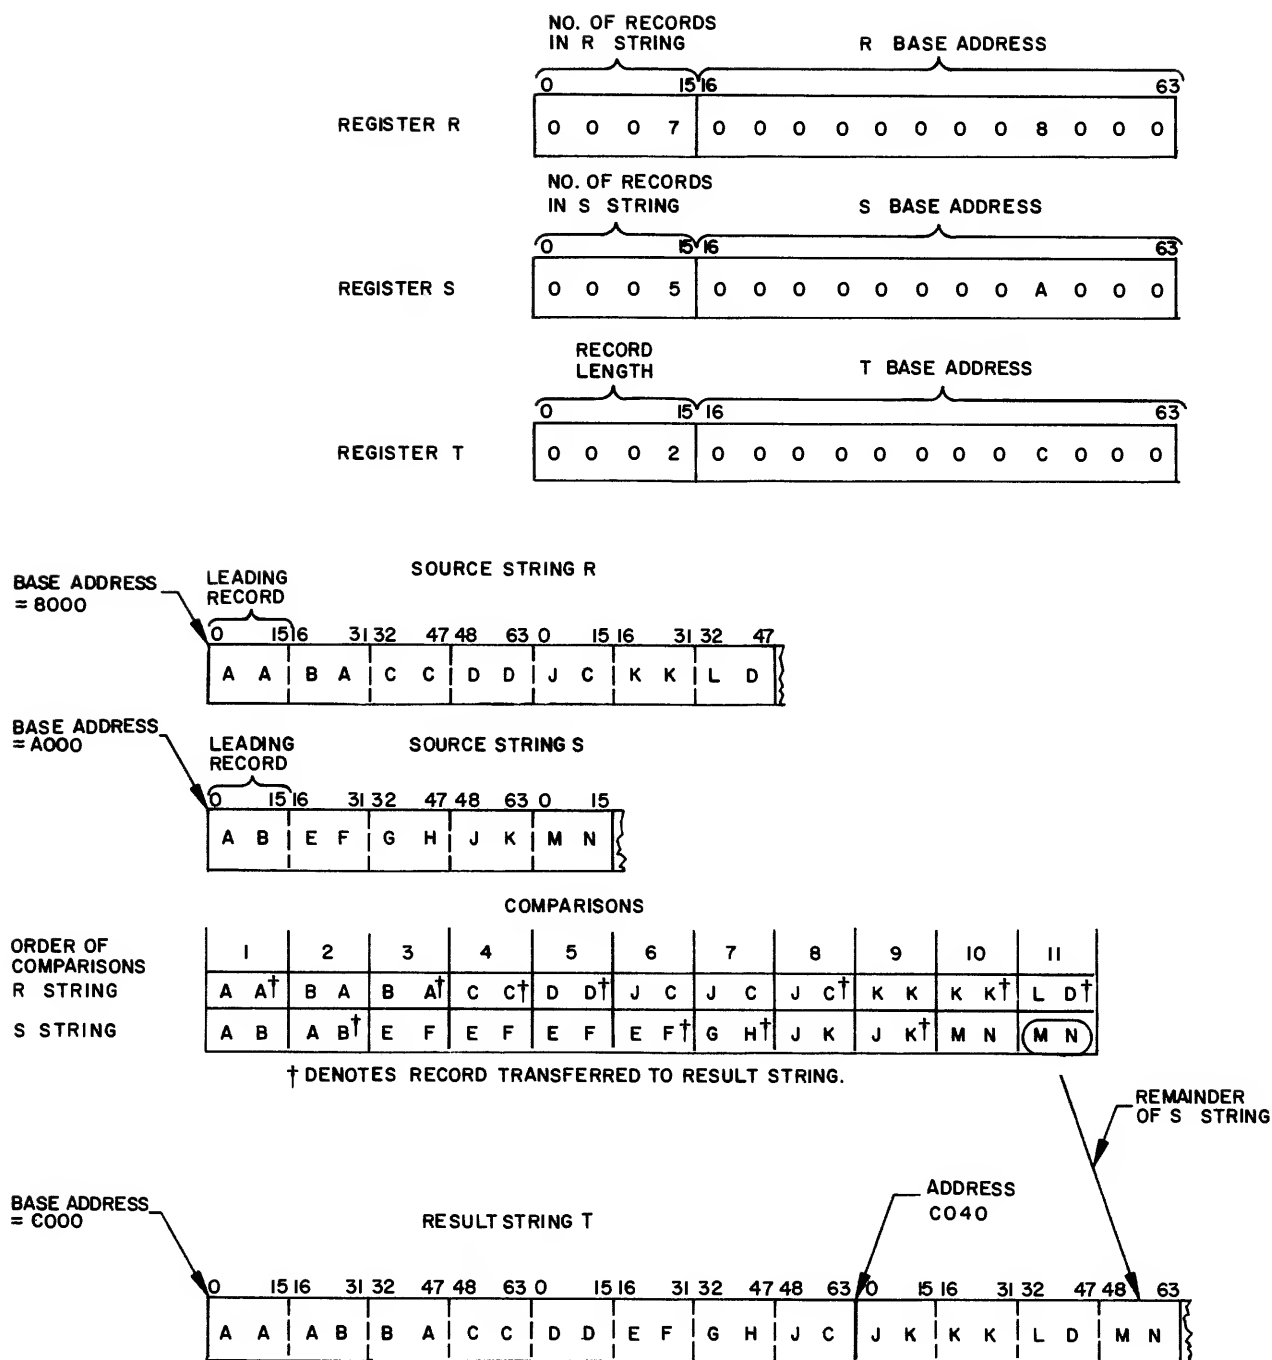 NO. OF RECORDS
IN R STRING
R BASE ADDRESS
0 15 16 63
REGISTER R
0 0 0 7 0 0 0 0 0 0 0 0 8 0 0 0
NO. OF RECORDS
IN S STRING
S BASE ADDRESS
0 15 16 63
REGISTER S
0 0 0 5 0 0 0 0 0 0 0 0 A 0 0 0
RECORD
LENGTH
T BASE ADDRESS
0 15 16 63
REGISTER T
0 0 0 2 0 0 0 0 0 0 0 0 C 0 0 0
SOURCE STRING R
BASE ADDRESS
= 8000
LEADING
RECORD
0 15 16 31 32 47 48 63 0 15 16 31 32 47
A A B A C C D D J C K K L D
BASE ADDRESS
= A000
LEADING
RECORD
SOURCE STRING S
0 15 16 31 32 47 48 63 0 15
A B E F G H J K M N
COMPARISONS
ORDER OF
COMPARISONS
1 2 3 4 5 6 7 8 9 10 11
R STRING
A A† B A B A† C C† D D† J C J C J C† K K K K† L D†
S STRING
A B A B† E F E F E F E F† G H† J K J K† M N M N
† DENOTES RECORD TRANSFERRED TO RESULT STRING.
REMAINDER
OF S STRING
BASE ADDRESS
= C000
RESULT STRING T
ADDRESS
C040
0 15 16 31 32 47 48 63 0 15 16 31 32 47 48 63 0 15 16 31 32 47 48 63
A A A B B A C C D D E F G H J C J K K K L D M N